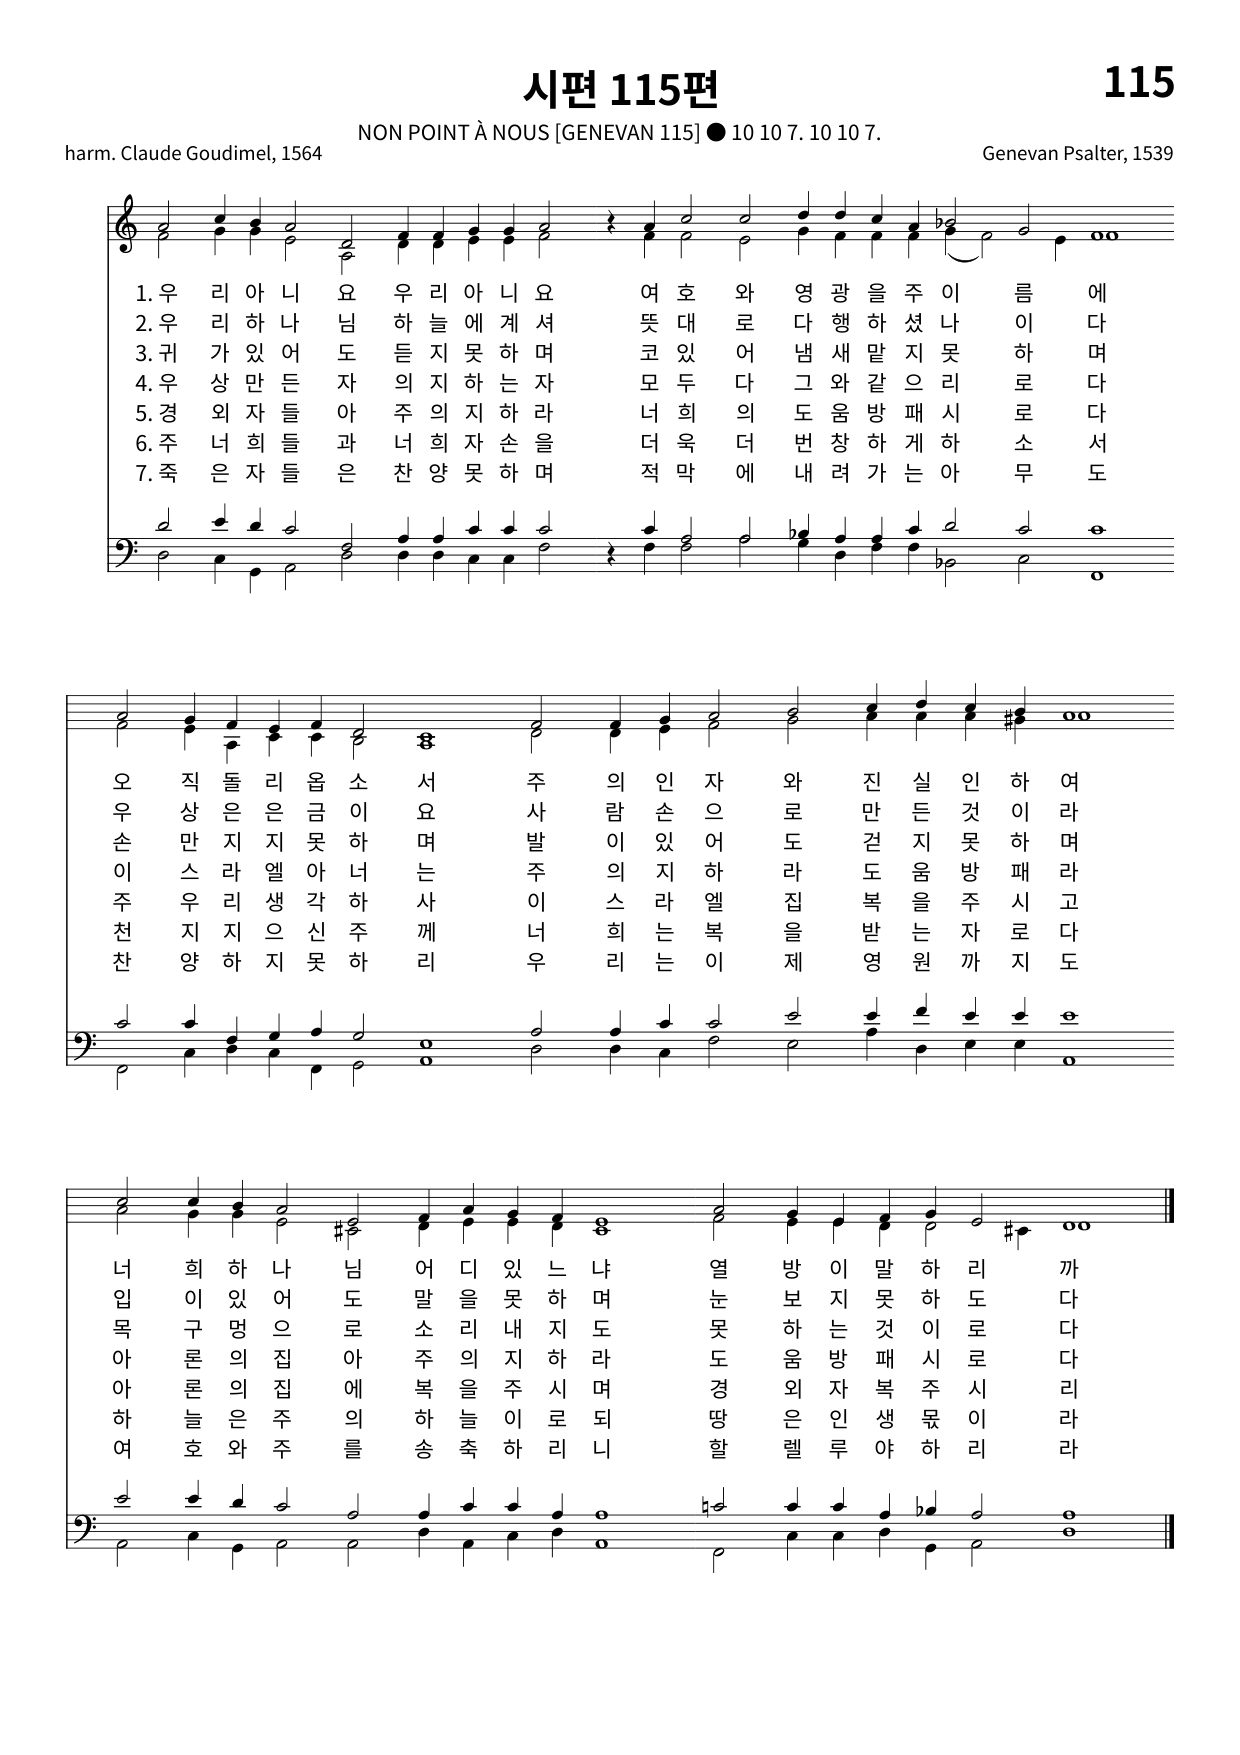 시편 115편
115
NON POINT À NOUS [GENEVAN 115] ● 10 10 7. 10 10 7.
harm. Claude Goudimel, 1564
Genevan Psalter, 1539
1. 우 리 아 니 요 우 리 아 니 요 여 호 와 영 광 을 주 이 름 에
2. 우 리 하 나 님 하 늘 에 계 셔 뜻 대 로 다 행 하 셨 나 이 다
3. 귀 가 있 어 도 듣 지 못 하 며 코 있 어 냄 새 맡 지 못 하 며
4. 우 상 만 든 자 의 지 하 는 자 모 두 다 그 와 같 으 리 로 다
5. 경 외 자 들 아 주 의 지 하 라 너 희 의 도 움 방 패 시 로 다
6. 주 너 희 들 과 너 희 자 손 을 더 욱 더 번 창 하 게 하 소 서
7. 죽 은 자 들 은 찬 양 못 하 며 적 막 에 내 려 가 는 아 무 도
오 직 돌 리 옵 소 서 주 의 인 자 와 진 실 인 하 여
우 상 은 은 금 이 요 사 람 손 으 로 만 든 것 이 라
손 만 지 지 못 하 며 발 이 있 어 도 걷 지 못 하 며
이 스 라 엘 아 너 는 주 의 지 하 라 도 움 방 패 라
주 우 리 생 각 하 사 이 스 라 엘 집 복 을 주 시 고
천 지 지 으 신 주 께 너 희 는 복 을 받 는 자 로 다
찬 양 하 지 못 하 리 우 리 는 이 제 영 원 까 지 도
너 희 하 나 님 어 디 있 느 냐 열 방 이 말 하 리 까
입 이 있 어 도 말 을 못 하 며 눈 보 지 못 하 도 다
목 구 멍 으 로 소 리 내 지 도 못 하 는 것 이 로 다
아 론 의 집 아 주 의 지 하 라 도 움 방 패 시 로 다
아 론 의 집 에 복 을 주 시 며 경 외 자 복 주 시 리
하 늘 은 주 의 하 늘 이 로 되 땅 은 인 생 몫 이 라
여 호 와 주 를 송 축 하 리 니 할 렐 루 야 하 리 라